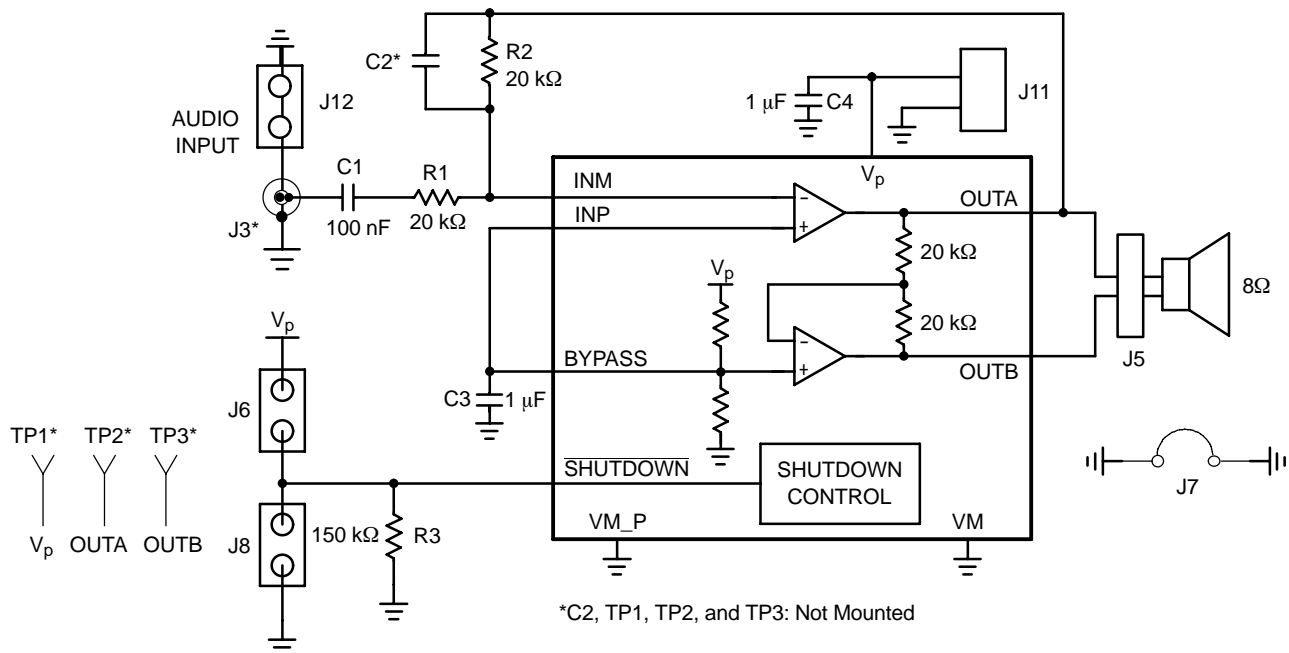 C2*
R2
20 kΩ
J12
AUDIO
INPUT
1 μF
C4
J11
C1
R1
Vp
INM
OUTA
J3*
100 nF
20 kΩ
INP
20 kΩ
Vp
8Ω
Vp
20 kΩ
BYPASS
OUTB
J5
C3
1 μF
J6
TP1*
TP2*
TP3*
SHUTDOWN
SHUTDOWN
CONTROL
J7
J8
150 kΩ
R3
VM_P
VM
Vp
OUTA
OUTB
*C2, TP1, TP2, and TP3: Not Mounted
-
+
-
+